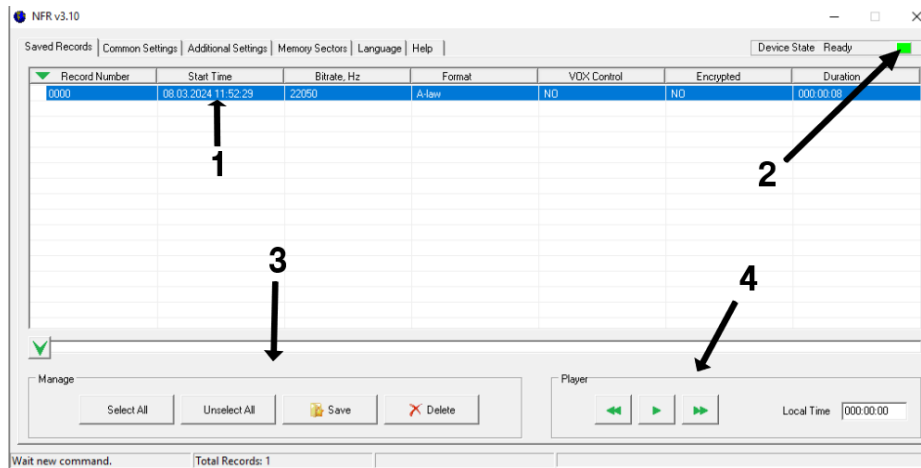 NFR v3.10
Saved Records Common Settings Additional Settings Memory Sectors Language Help Device State Ready
Record Number Start Time Bitrate, Hz Format VOX Control Encrypted Duration
0000 08.03.2024 11:52:29 22050 A-law NO NO 000:00:08
1
2
3
4
Manage Player
Select All Unselect All Save Delete Local Time 000:00:00
Wait new command. Total Records: 1